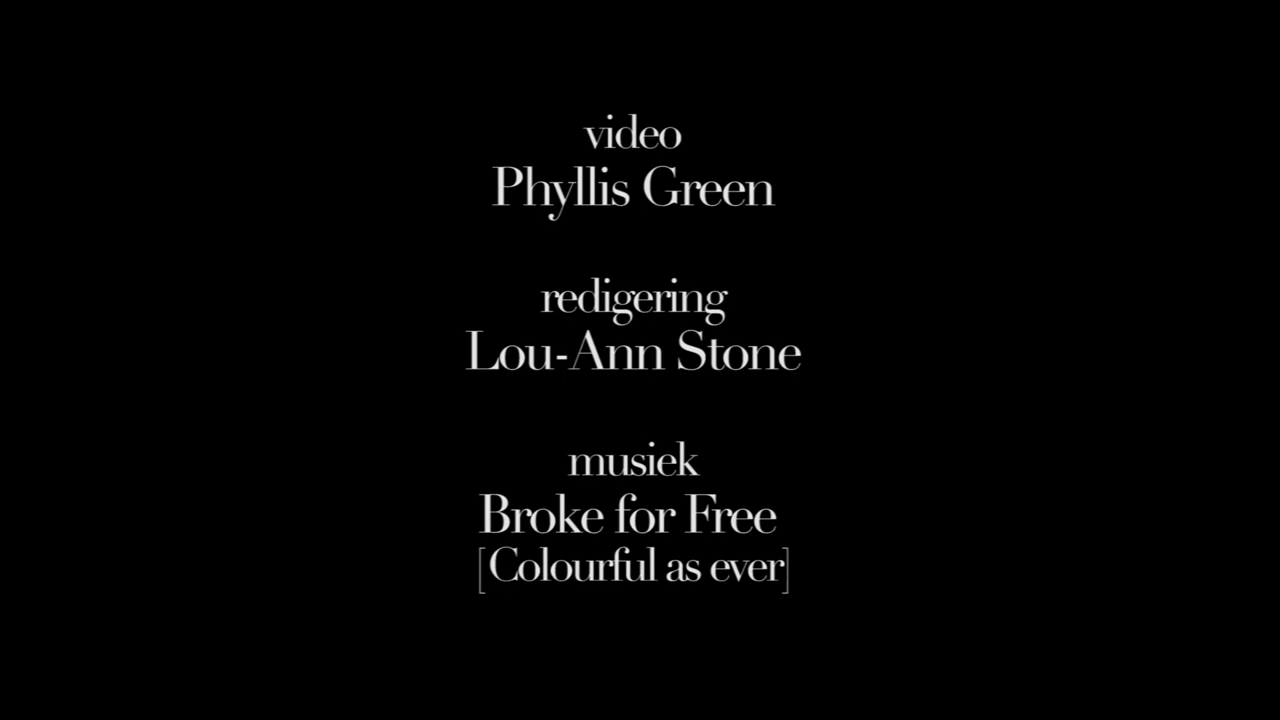 video
Phyllis Green
redigering
Lou-Ann Stone
musiek
Broke for Free
[Colourful as ever]